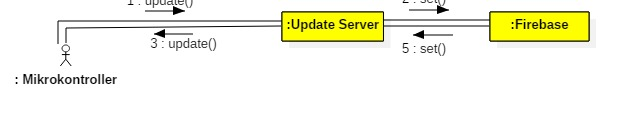 1 : update()
2 : set()
:Update Server
:Firebase
3 : update()
5 : set()
: Mikrokontroller